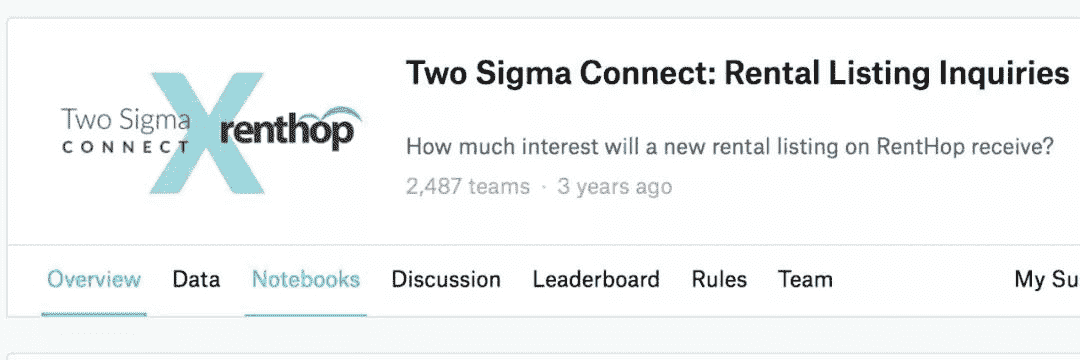 Two Sigma Connect: Rental Listing Inquiries
Two Sigma
CONNECT
renthop
How much interest will a new rental listing on RentHop receive?
2,487 teams · 3 years ago
Overview Data Notebooks Discussion Leaderboard Rules Team My Su